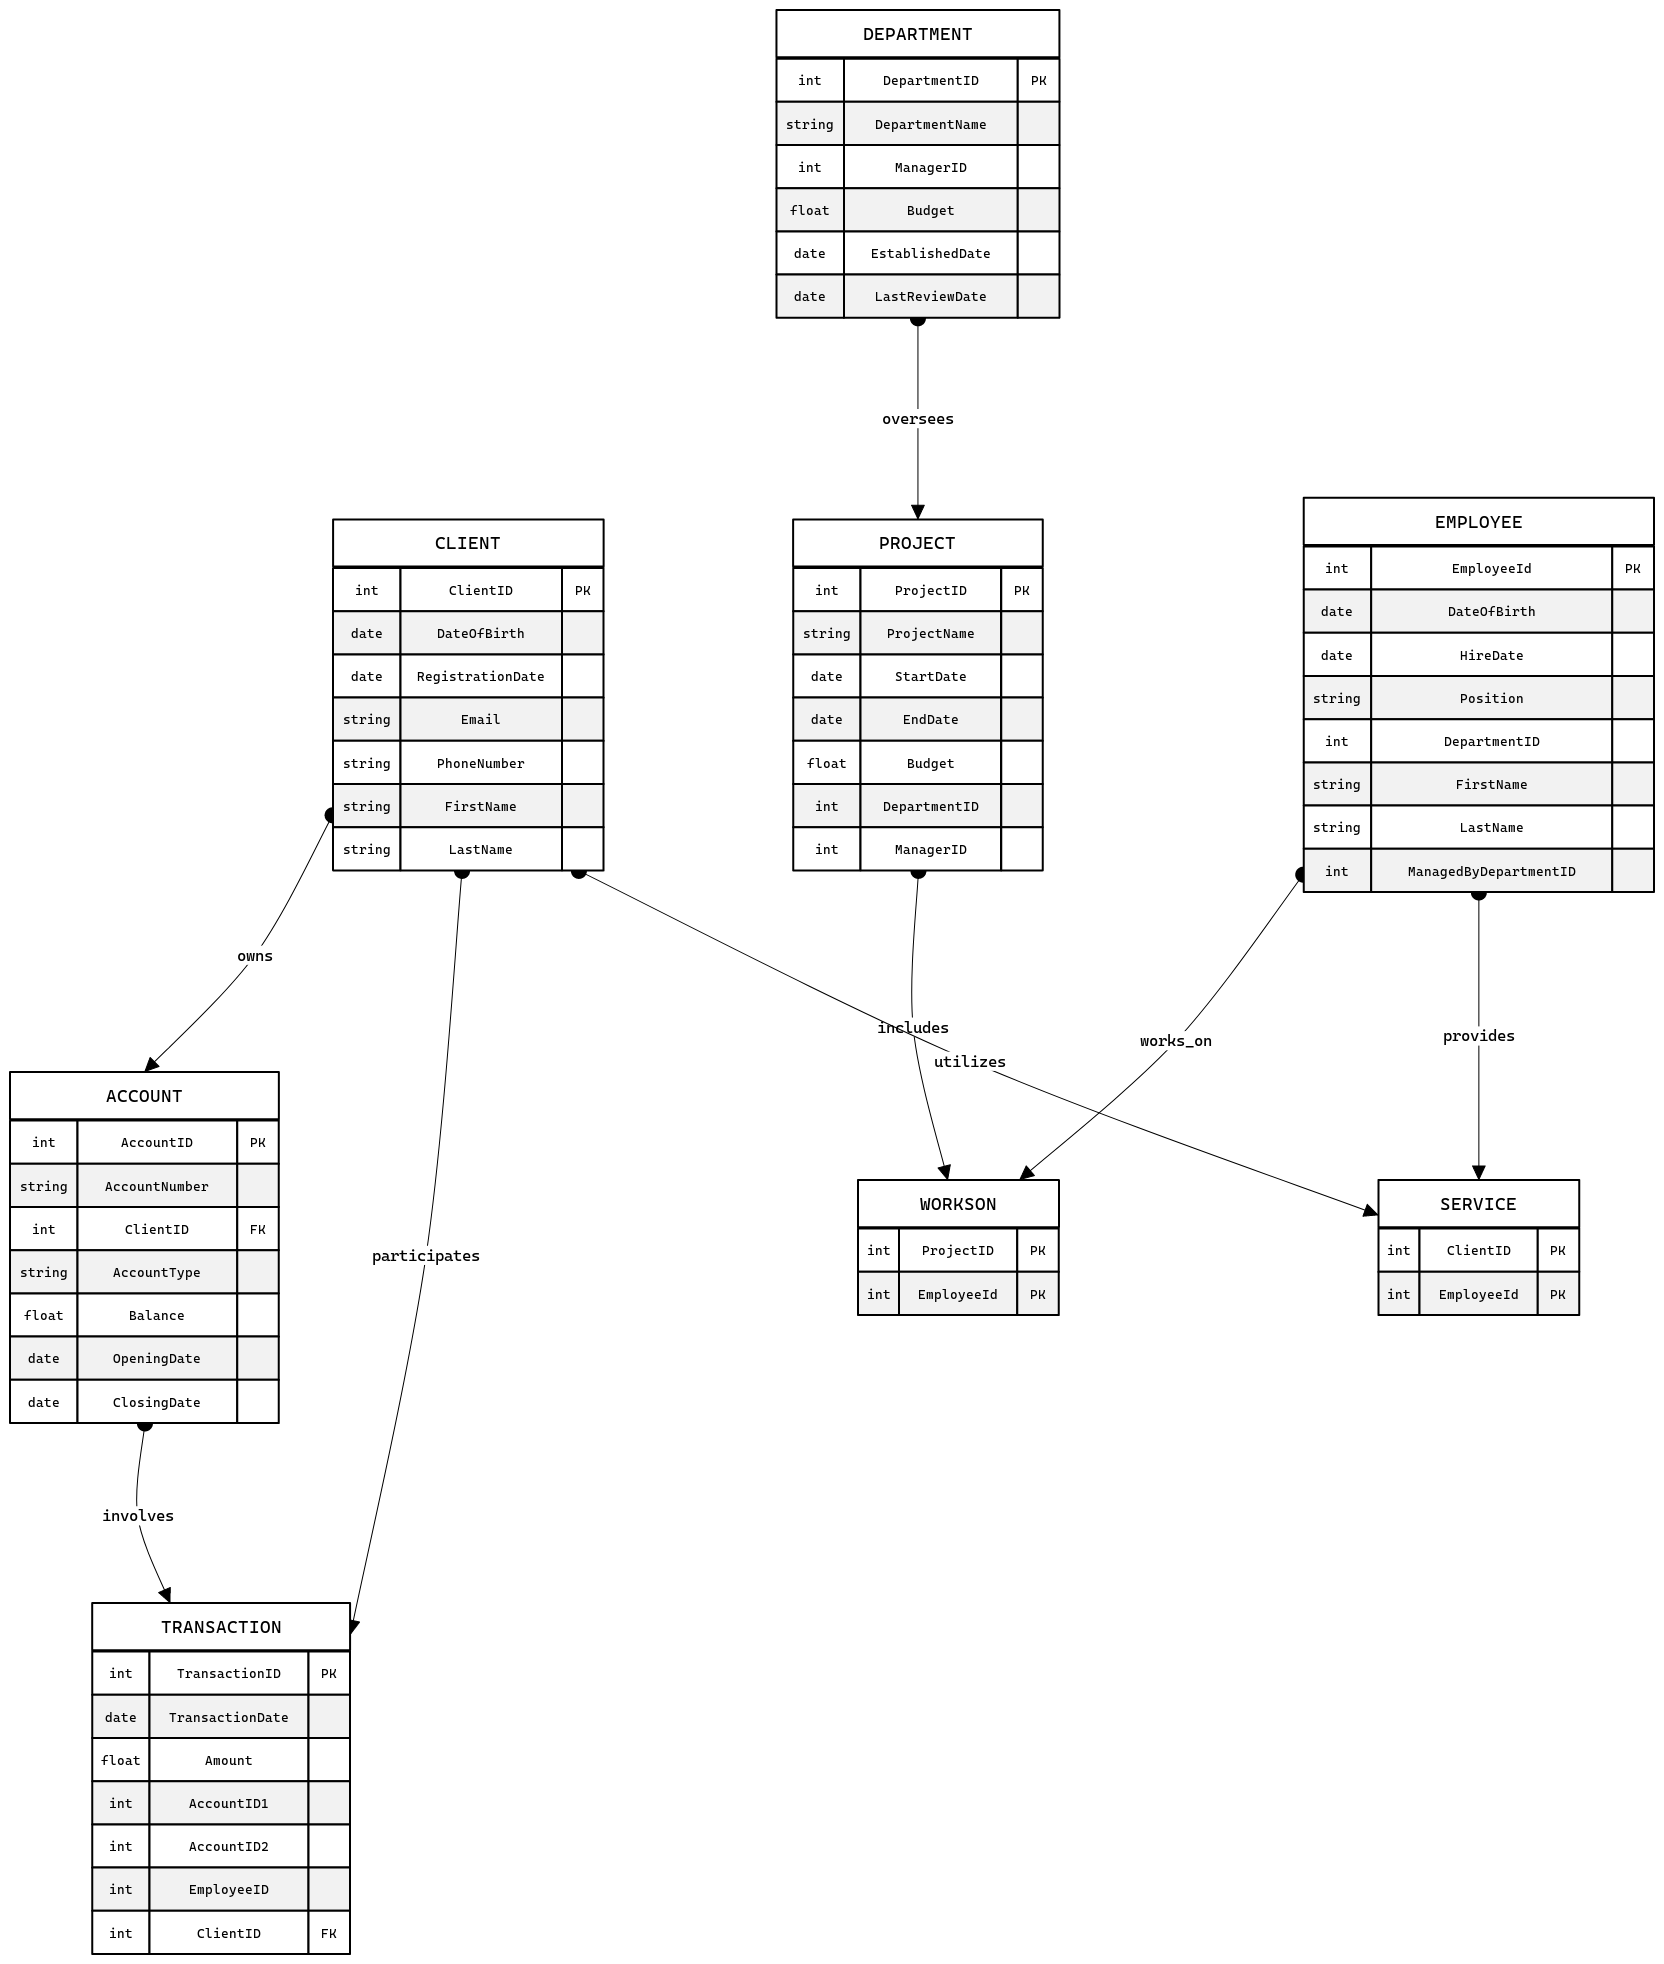 DEPARTMENT
int DepartmentID PK
string DepartmentName
int ManagerID
float Budget
date EstablishedDate
date LastReviewDate
oversees
CLIENT
int ClientID PK
date DateOfBirth
date RegistrationDate
string Email
string PhoneNumber
string FirstName
string LastName
PROJECT
int ProjectID PK
string ProjectName
date StartDate
date EndDate
float Budget
int DepartmentID
int ManagerID
EMPLOYEE
int EmployeeId PK
date DateOfBirth
date HireDate
string Position
int DepartmentID
string FirstName
string LastName
int ManagedByDepartmentID
owns
includes
utilizes
works_on
provides
ACCOUNT
int AccountID PK
string AccountNumber
int ClientID FK
string AccountType
float Balance
date OpeningDate
date ClosingDate
participates
WORKSON
int ProjectID PK
int EmployeeId PK
SERVICE
int ClientID PK
int EmployeeId PK
involves
TRANSACTION
int TransactionID PK
date TransactionDate
float Amount
int AccountID1
int AccountID2
int EmployeeID
int ClientID FK